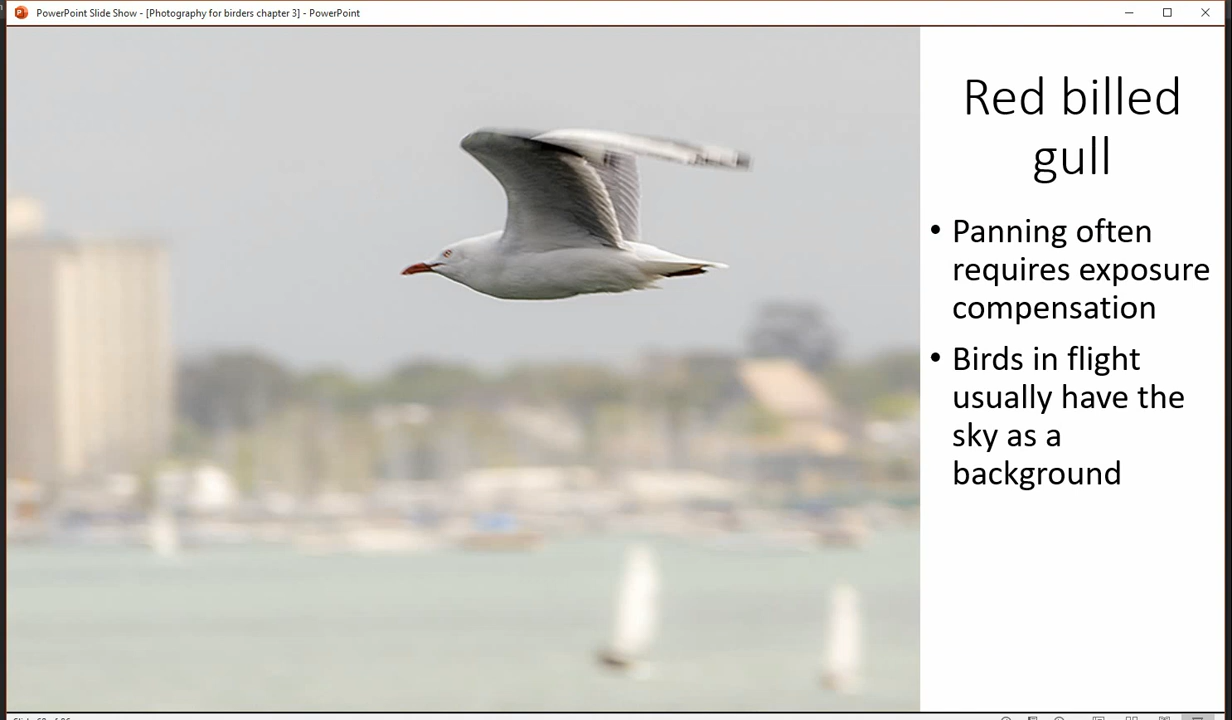 PowerPoint Slide Show - [Photography for birders chapter 3] - PowerPoint
Red billed
gull
• Panning often
requires exposure
compensation
• Birds in flight
usually have the
sky as a
background